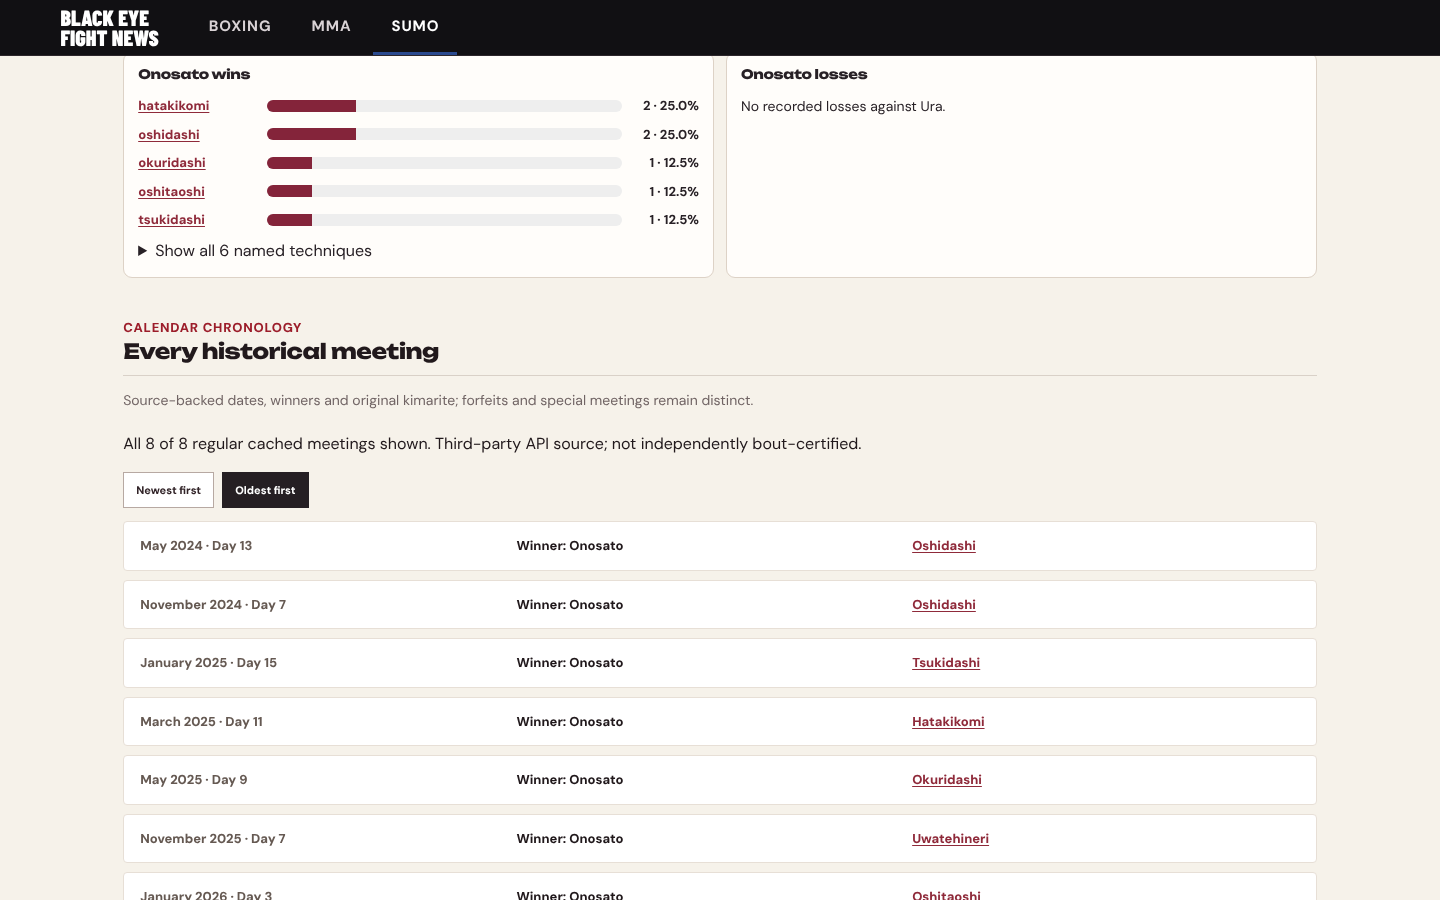 BLACK EYE
FIGHT NEWS
BOXING
MMA
SUMO
Onosato wins
hatakikomi
2 · 25.0%
oshidashi
2 · 25.0%
okuridashi
1 · 12.5%
oshitaoshi
1 · 12.5%
tsukidashi
1 · 12.5%
Show all 6 named techniques
Onosato losses
No recorded losses against Ura.
CALENDAR CHRONOLOGY
Every historical meeting
Source-backed dates, winners and original kimarite; forfeits and special meetings remain distinct.
All 8 of 8 regular cached meetings shown. Third-party API source; not independently bout-certified.
Newest first
Oldest first
May 2024 · Day 13
Winner: Onosato
Oshidashi
November 2024 · Day 7
Winner: Onosato
Oshidashi
January 2025 · Day 15
Winner: Onosato
Tsukidashi
March 2025 · Day 11
Winner: Onosato
Hatakikomi
May 2025 · Day 9
Winner: Onosato
Okuridashi
November 2025 · Day 7
Winner: Onosato
Uwatehineri
January 2026 · Day 3
Winner: Onosato
Oshitaoshi